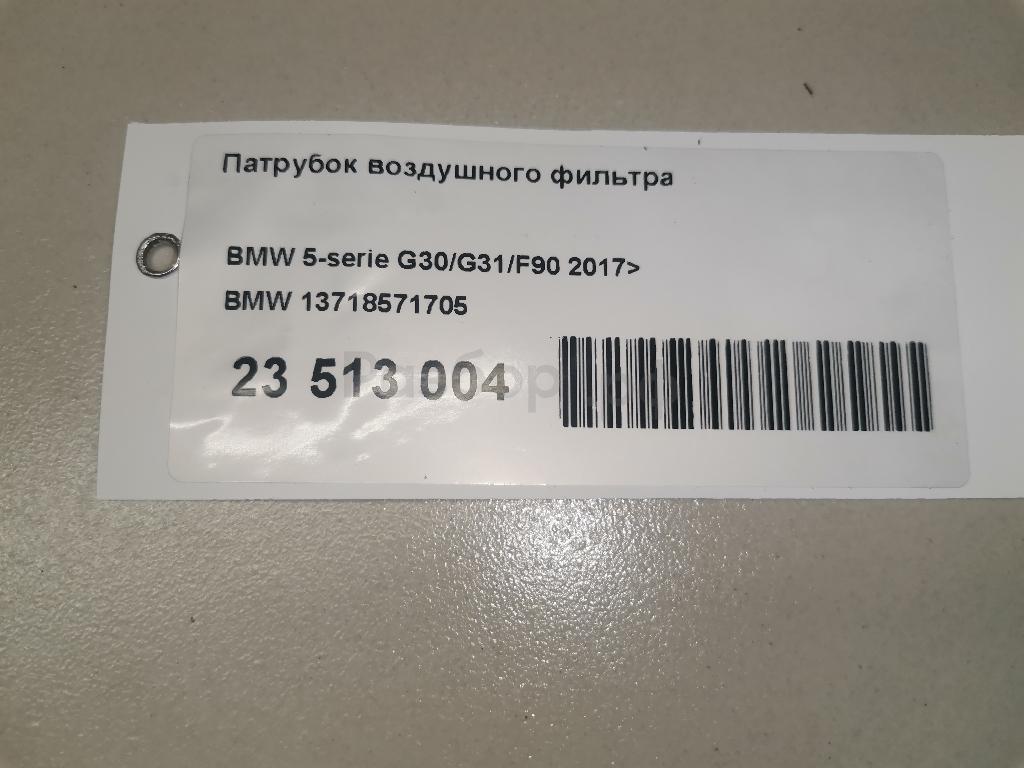 Патрубок воздушного фильтра
BMW 5-serie G30/G31/F90 2017>
BMW 13718571705
23 513 004